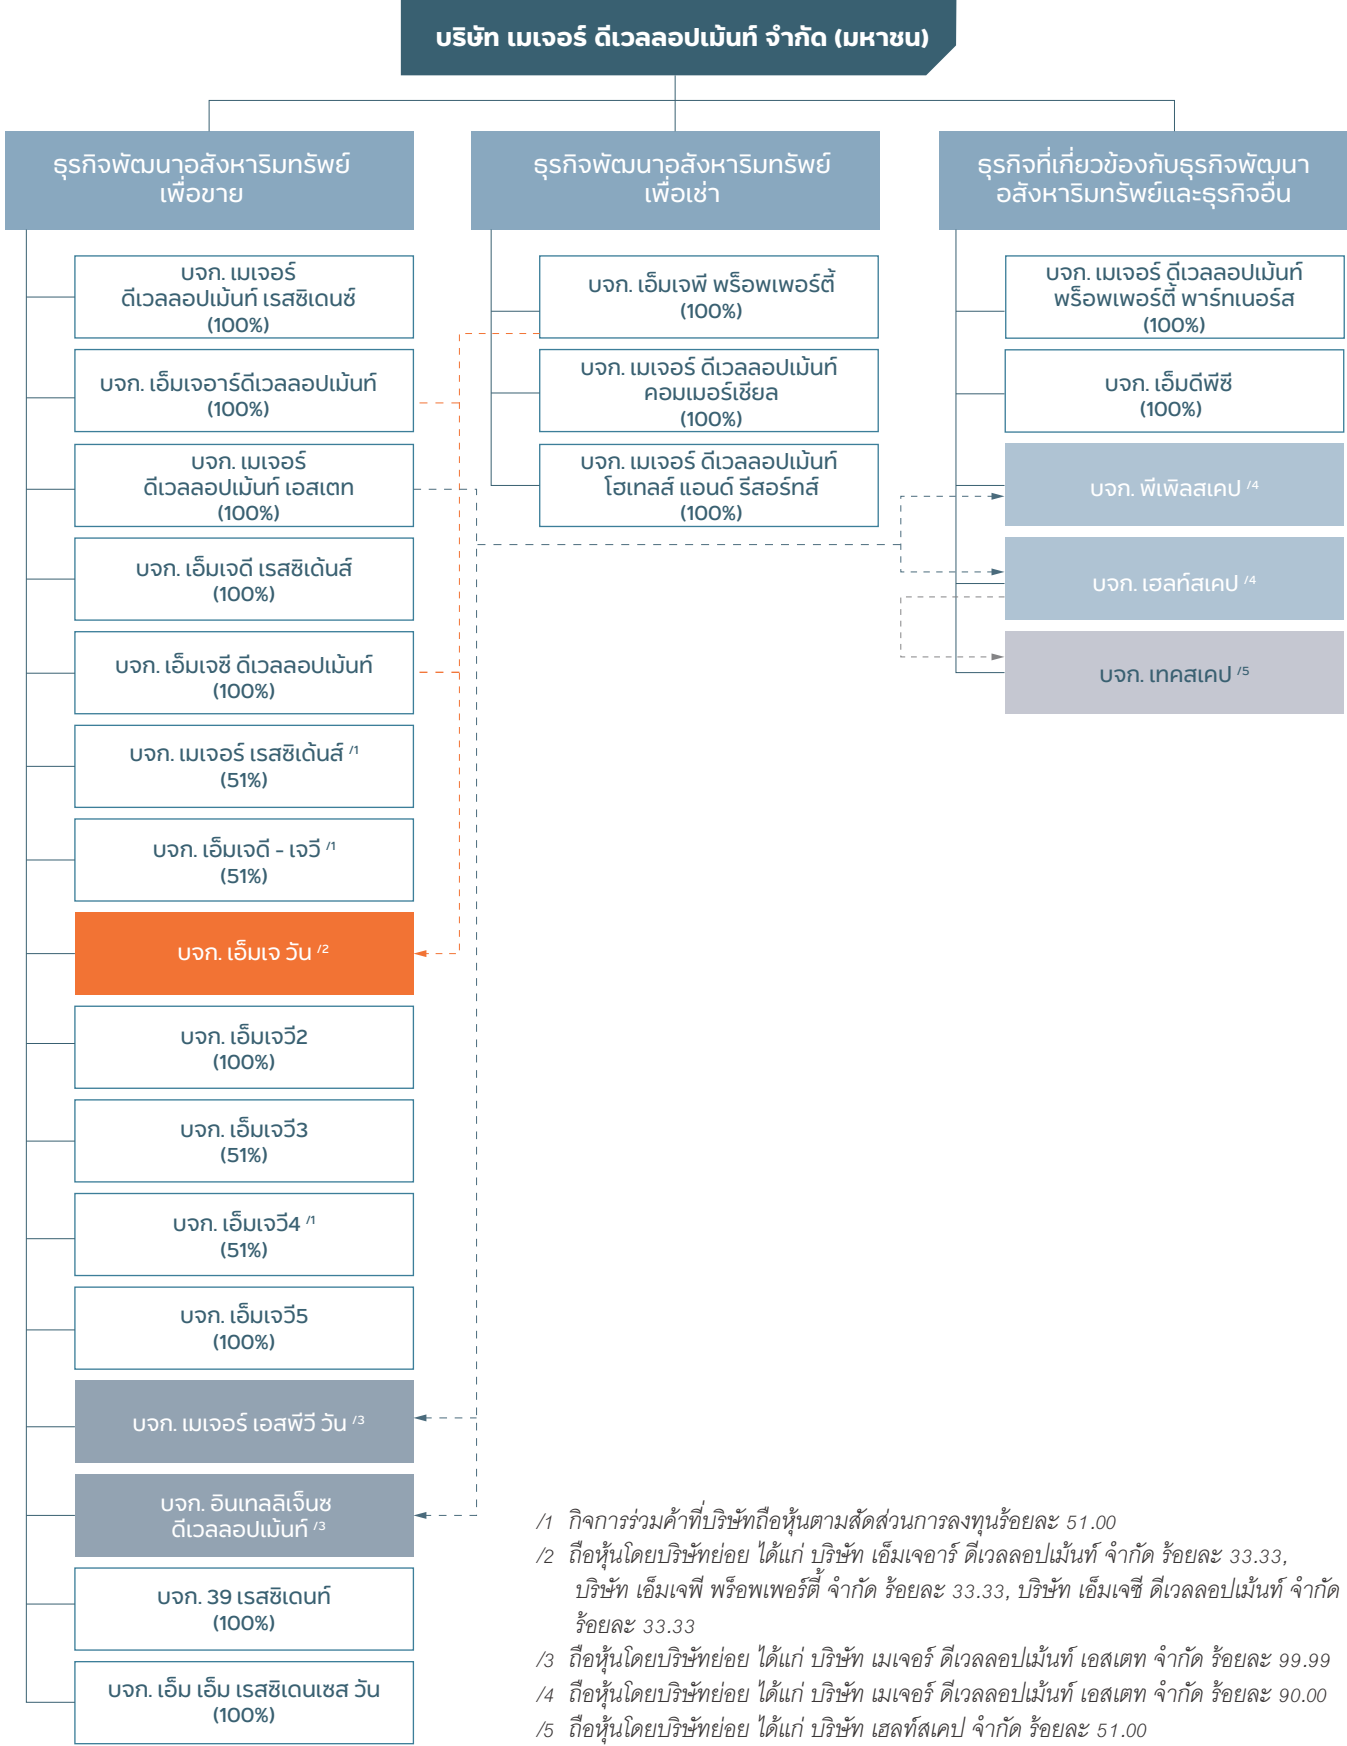 บริษัท เมเจอร์ ดีเวลลอปเม้นท์ จำกัด (มหาชน)
ธุรกิจพัฒนาอสังหาริมทรัพย์
เพื่อขาย
บจก. เมเจอร์
ดีเวลลอปเม้นท์ เรสซิเดนซ์
(100%)
บจก. เอ็มเจอาร์ดีเวลลอปเม้นท์
(100%)
บจก. เมเจอร์
ดีเวลลอปเม้นท์ เอสเตท
(100%)
บจก. เอ็มเจดี เรสซิเด้นส์
(100%)
บจก. เอ็มเจซี ดีเวลลอปเม้นท์
(100%)
บจก. เมเจอร์ เรสซิเด้นส์ /1
(51%)
บจก. เอ็มเจดี - เจวี /1
(51%)
บจก. เอ็มเจ วัน /2
บจก. เอ็มเจวี2
(100%)
บจก. เอ็มเจวี3
(51%)
บจก. เอ็มเจวี4 /1
(51%)
บจก. เอ็มเจวี5
(100%)
บจก. เมเจอร์ เอสพีวี วัน /3
บจก. อินเทลลิเจ็นซ
ดีเวลลอปเม้นท์ /3
บจก. 39 เรสซิเดนท์
(100%)
บจก. เอ็ม เอ็ม เรสซิเดนเซส วัน
(100%)
ธุรกิจพัฒนาอสังหาริมทรัพย์
เพื่อเช่า
บจก. เอ็มเจพี พร็อพเพอร์ตี้
(100%)
บจก. เมเจอร์ ดีเวลลอปเม้นท์
คอมเมอร์เชียล
(100%)
บจก. เมเจอร์ ดีเวลลอปเม้นท์
โฮเทลส์ แอนด์ รีสอร์ทส์
(100%)
ธุรกิจที่เกี่ยวข้องกับธุรกิจพัฒนา
อสังหาริมทรัพย์และธุรกิจอื่น
บจก. เมเจอร์ ดีเวลลอปเม้นท์
พร็อพเพอร์ตี้ พาร์ทเนอร์ส
(100%)
บจก. เอ็มดีพีซี
(100%)
บจก. พีเพิลสเคป /4
บจก. เฮลท์สเคป /4
บจก. เทคสเคป /5
/1 กิจการร่วมค้าที่บริษัทถือหุ้นตามสัดส่วนการลงทุนร้อยละ 51.00
/2 ถือหุ้นโดยบริษัทย่อย ได้แก่ บริษัท เอ็มเจอาร์ ดีเวลลอปเม้นท์ จำกัด ร้อยละ 33.33,
บริษัท เอ็มเจพี พร็อพเพอร์ตี้ จำกัด ร้อยละ 33.33, บริษัท เอ็มเจซี ดีเวลลอปเม้นท์ จำกัด
ร้อยละ 33.33
/3 ถือหุ้นโดยบริษัทย่อย ได้แก่ บริษัท เมเจอร์ ดีเวลลอปเม้นท์ เอสเตท จำกัด ร้อยละ 99.99
/4 ถือหุ้นโดยบริษัทย่อย ได้แก่ บริษัท เมเจอร์ ดีเวลลอปเม้นท์ เอสเตท จำกัด ร้อยละ 90.00
/5 ถือหุ้นโดยบริษัทย่อย ได้แก่ บริษัท เฮลท์สเคป จำกัด ร้อยละ 51.00